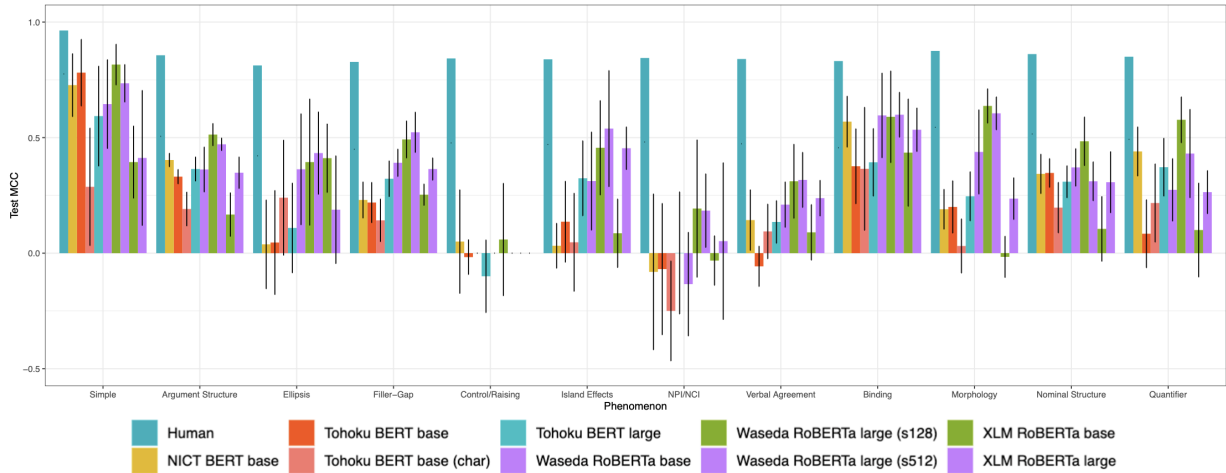 1.0
0.5
0.0
−0.5
Test MCC
Simple Argument Structure Ellipsis Filler−Gap Control/Raising Island Effects NPI/NCI Verbal Agreement Binding Morphology Nominal Structure Quantifier
Phenomenon
Human Tohoku BERT base Tohoku BERT large Waseda RoBERTa large (s128) XLM RoBERTa base
NICT BERT base Tohoku BERT base (char) Waseda RoBERTa base Waseda RoBERTa large (s512) XLM RoBERTa large